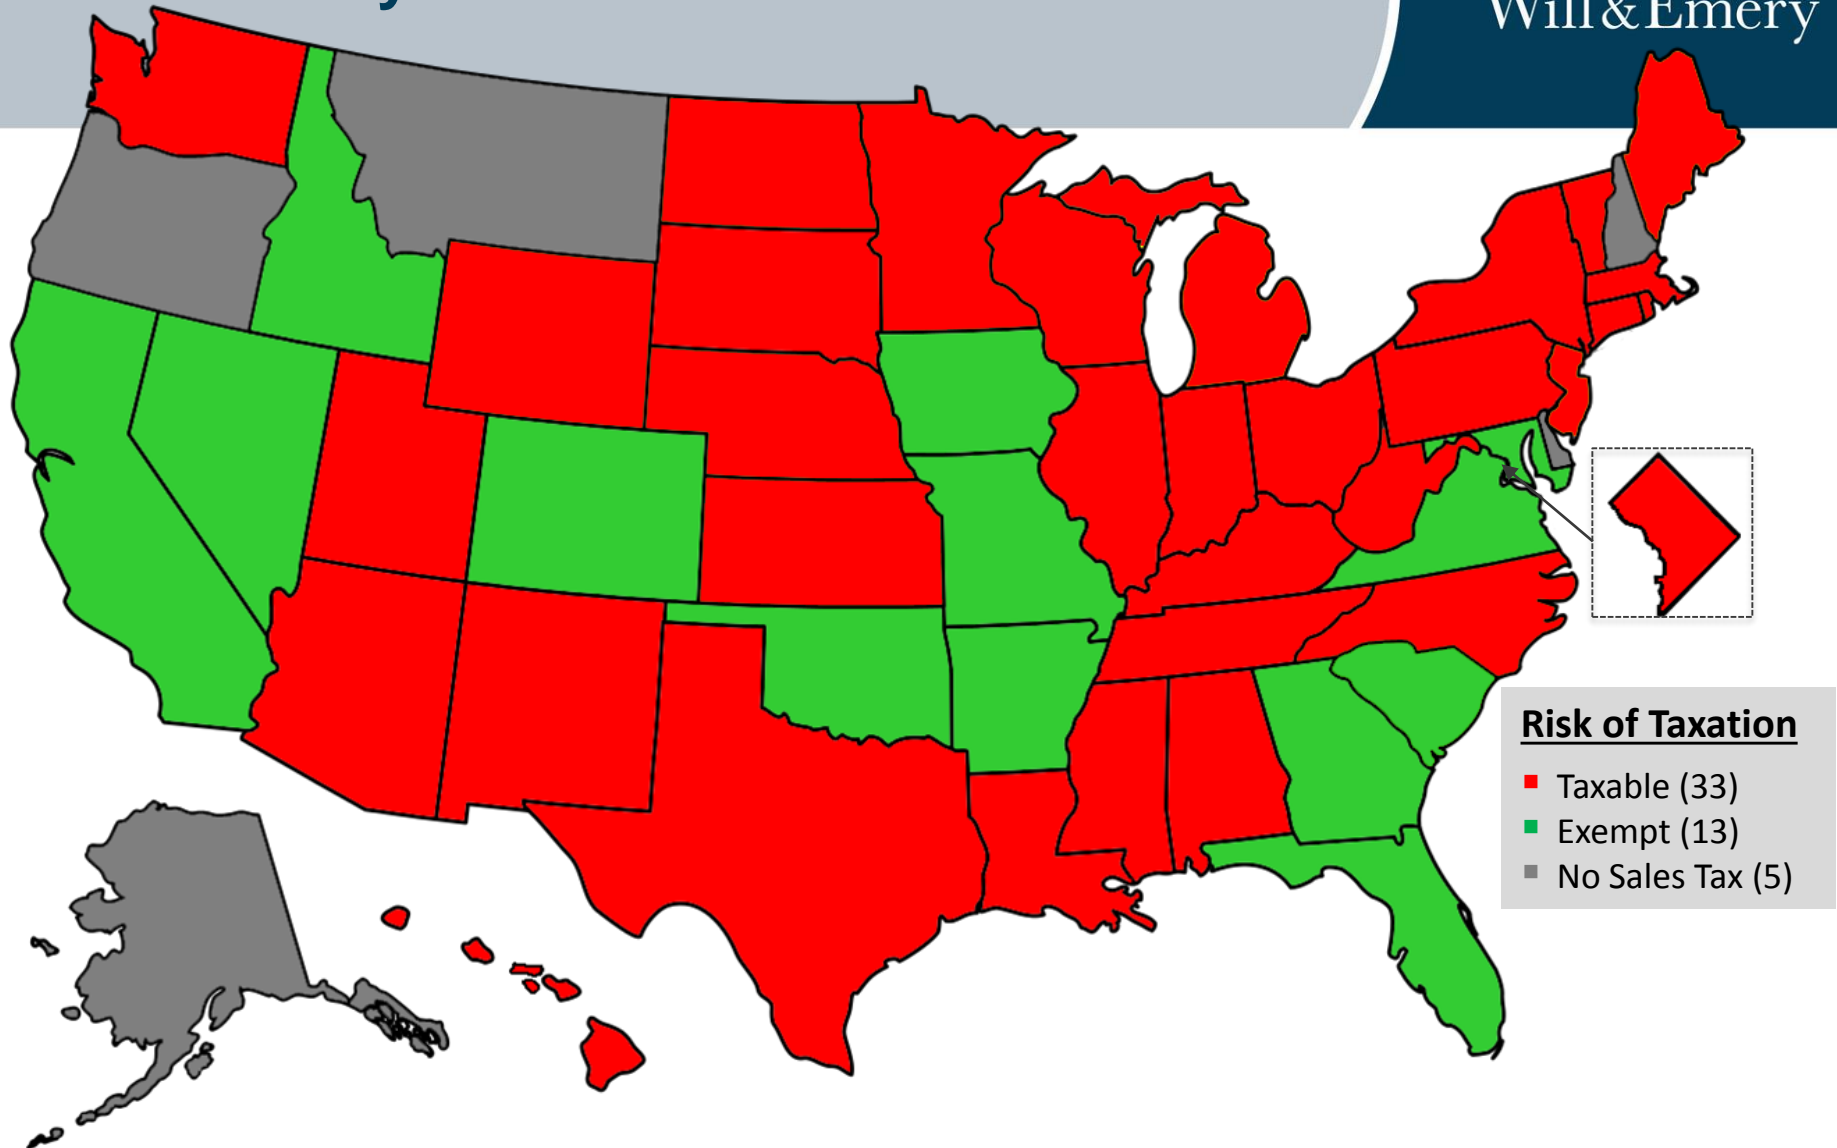 Will & Emery
Risk of Taxation
Taxable (33)
Exempt (13)
No Sales Tax (5)